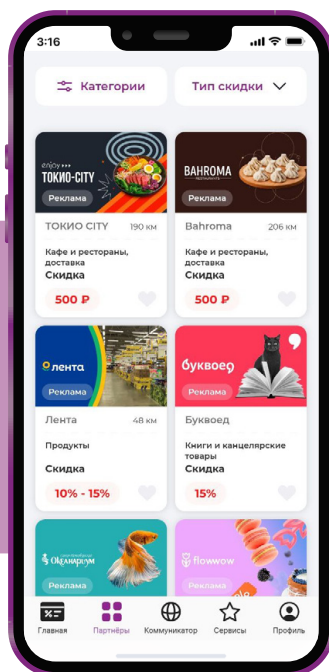 3:16
Категории
Тип скидки
enjoy
ТОКИО-CITY
Реклама
BAHROMA
Реклама
ТОКИО CITY
190 км
Bahroma
206 км
Кафе и рестораны,
доставка
Скидка
500 ₽
Кафе и рестораны,
доставка
Скидка
500 ₽
лента
Реклама
буквоед
Реклама
Лента
48 км
Буквоед
Продукты
Скидка
10% - 15%
Книги и канцелярские
товары
Скидка
15%
Океанариум
Реклама
flowwow
Реклама
Главная
Партнёры
Коммуникатор
Сервисы
Профиль